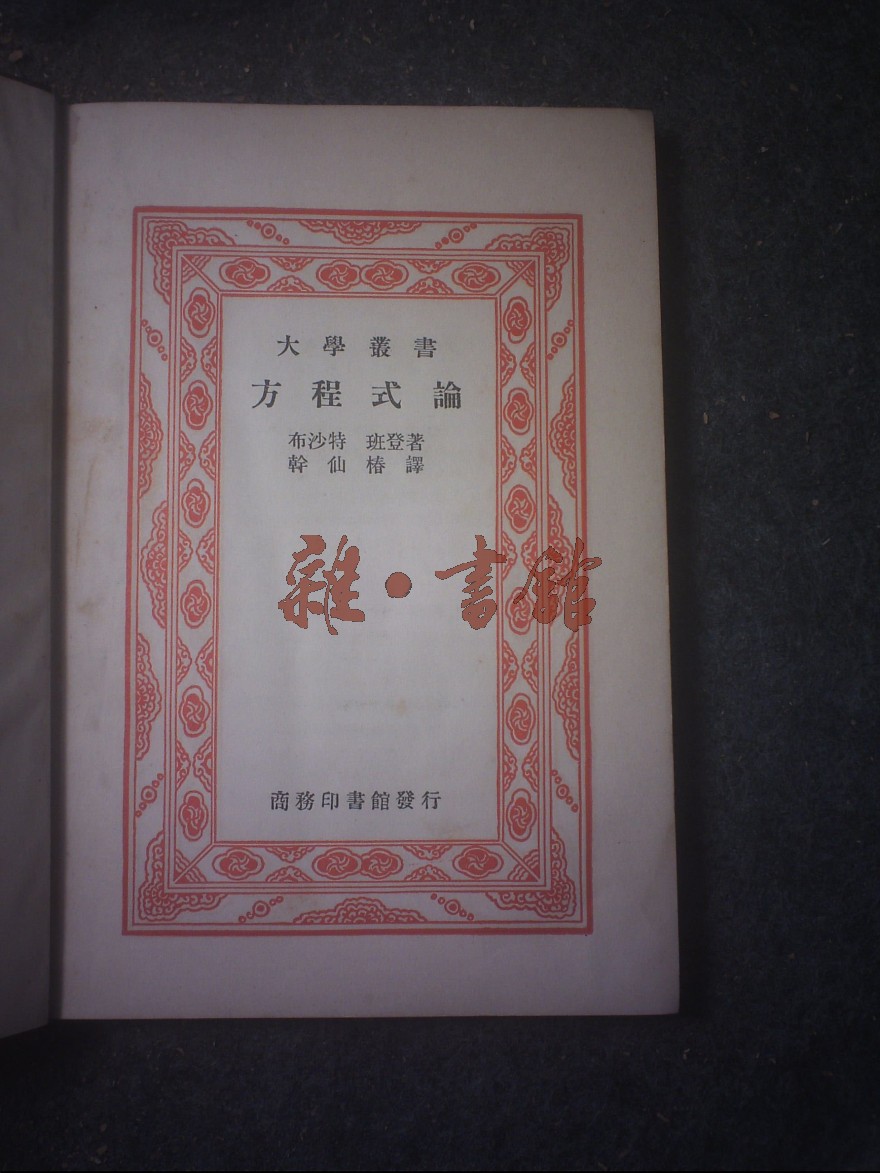 大學叢書
方程式論
布沙特 班登著
幹仙椿譯
雜·書館
商務印書館發行